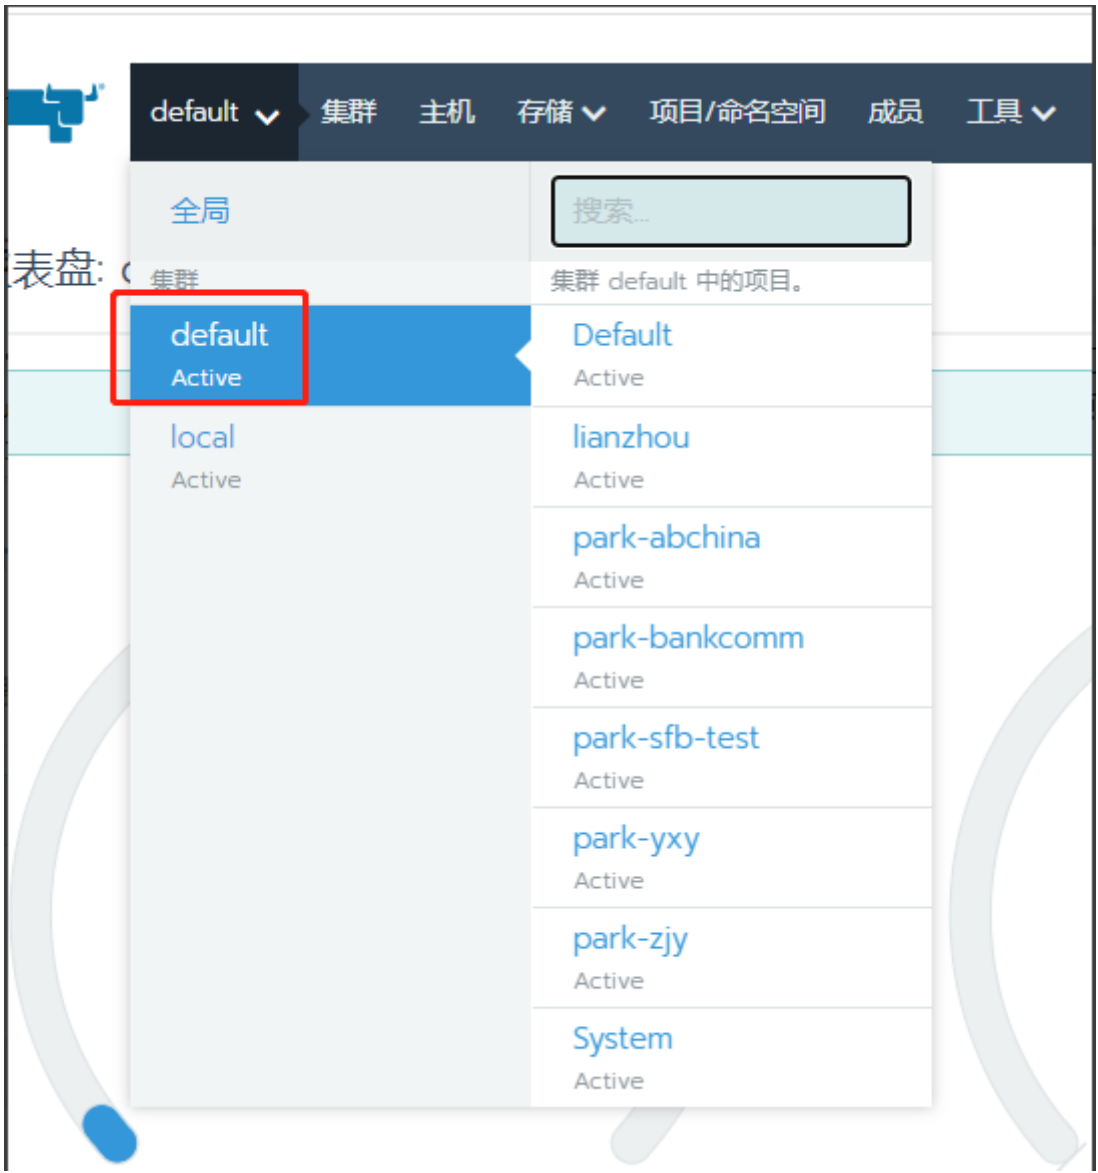 default 集群 主机 存储 项目/命名空间 成员 工具
全局
搜索...
表盘:
集群
集群 default 中的项目。
default
Active
local
Active
Default
Active
lianzhou
Active
park-abchina
Active
park-bankcomm
Active
park-sfb-test
Active
park-yxy
Active
park-zjy
Active
System
Active